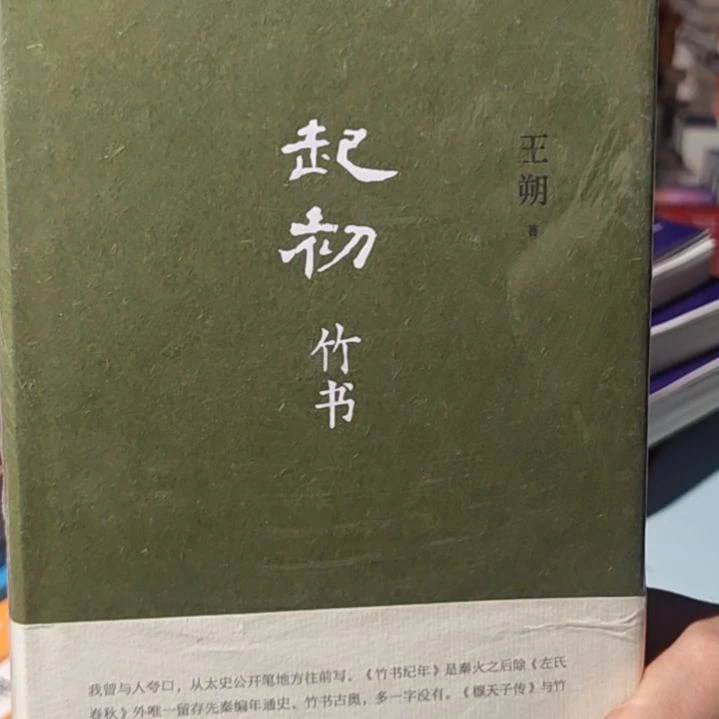 起初
竹书
王朔
著
我曾与人夸口，从太史公开笔地方往前写。《竹书纪年》是秦火之后除《左氏
春秋》外唯一留存先秦编年通史、竹书古奥，多一字没有。《穆天子传》与竹